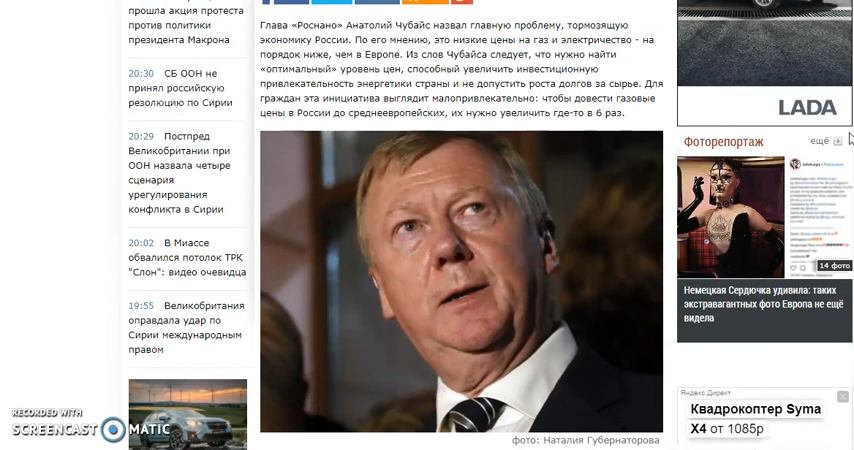 прошла акция протеста
против политики
президента Макрона
20:30 СБ ООН не
принял российскую
резолюцию по Сирии
20:29 Постпред
Великобритании при
ООН назвала четыре
сценария
урегулирования
конфликта в Сирии
20:02 В Миассе
обвалился потолок ТРК
"Слон": видео очевидца
19:55 Великобритания
оправдала удар по
Сирии международным
правом
RECORDED WITH
SCREENCAST MATIC
Глава «Роснано» Анатолий Чубайс назвал главную проблему, тормозящую
экономику России. По его мнению, это низкие цены на газ и электричество - на
порядок ниже, чем в Европе. Из слов Чубайса следует, что нужно найти
«оптимальный» уровень цен, способный увеличить инвестиционную
привлекательность энергетики страны и не допустить роста долгов за сырье. Для
граждан эта инициатива выглядит малопривлекательно: чтобы довести газовые
цены в России до среднеевропейских, их нужно увеличить где-то в 6 раз.
фото: Наталия Губернаторова
LADA
Фоторепортаж ещё
14 фото
Немецкая Сердючка удивила: таких
экстравагантных фото Европа не ещё
видела
Яндекс.Директ
Квадрокоптер Syma
X4 от 1085р